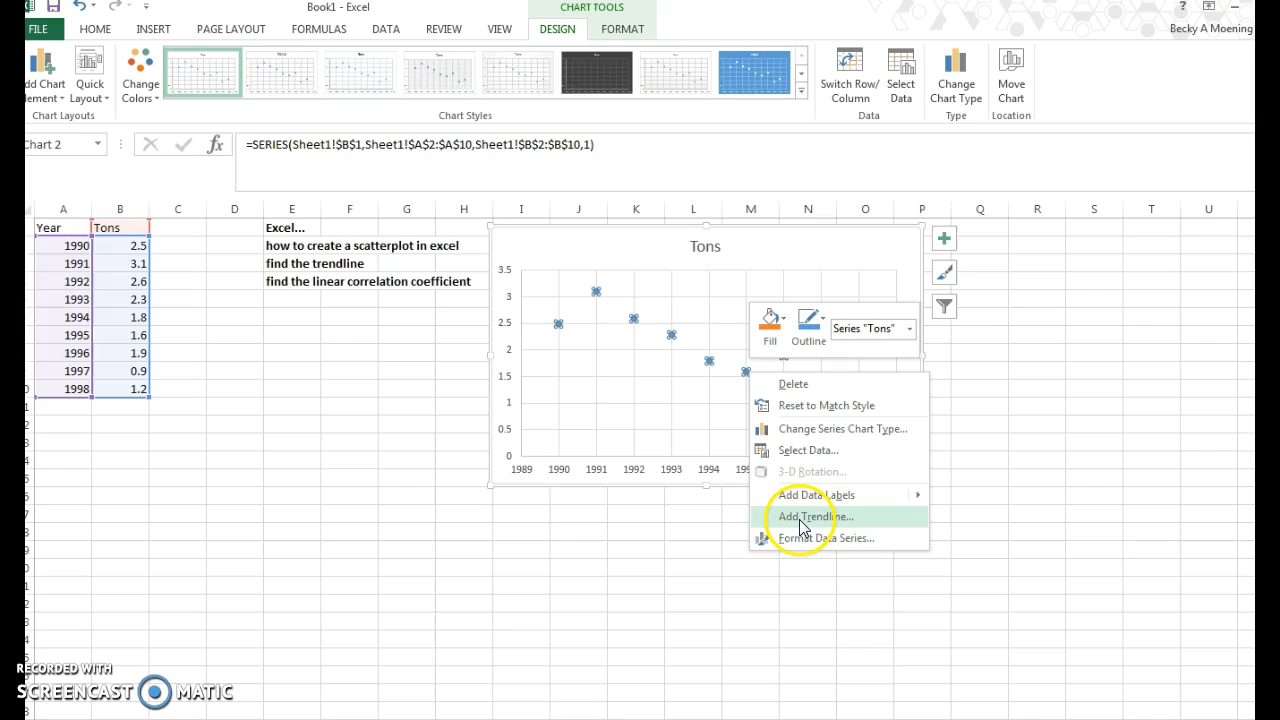 Book1 - Excel
CHART TOOLS
?
FILE HOME INSERT PAGE LAYOUT FORMULAS DATA REVIEW VIEW DESIGN FORMAT
Becky A Moening
dd Chart
ement
Quick
Layout
Change
Colors
Switch Row/
Column
Select
Data
Change
Chart Type
Move
Chart
Chart Layouts
Chart Styles
Data
Type
Location
Chart 2
fx
=SERIES(Sheet1!$B$1,Sheet1!$A$2:$A$10,Sheet1!$B$2:$B$10,1)
A B C D E F G H I J K L M N O P Q R S T U
Year Tons Excel...
1990 2.5 how to create a scatterplot in excel
1991 3.1 find the trendline
1992 2.6 find the linear correlation coefficient
1993 2.3
1994 1.8
1995 1.6
1996 1.9
1997 0.9
1998 1.2
Tons
3.5
3
2.5
2
1.5
1
0.5
0
1989 1990 1991 1992 1993 1994 199
Fill
Outline
Series "Tons"
Delete
Reset to Match Style
Change Series Chart Type...
Select Data...
3-D Rotation...
Add Data Labels
Add Trendline...
Format Data Series...
RECORDED WITH
SCREENCAST MATIC